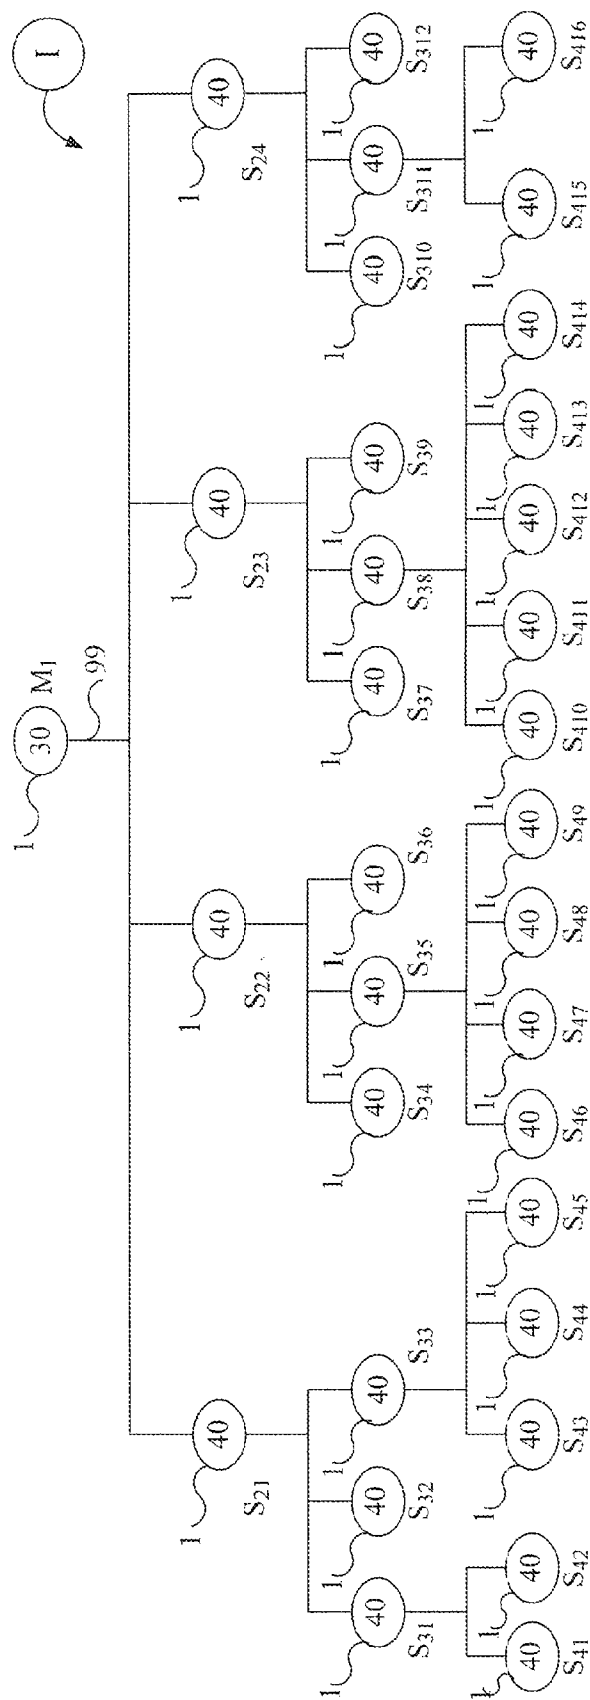 1 30 M₁ I
99
1 1 1 1
40 40 40 40
S₂₁ S₂₂ S₂₃ S₂₄
1 1 1 1 1 1 1 1 1 1 1 1
40 40 40 40 40 40 40 40 40 40 40 40
S₃₁ S₃₂ S₃₃ S₃₄ S₃₅ S₃₆ S₃₇ S₃₈ S₃₉ S₃₁₀ S₃₁₁ S₃₁₂
1 1 1 1 1 1 1 1 1 1 1 1 1 1 1 1
40 40 40 40 40 40 40 40 40 40 40 40 40 40 40 40
S₄₁ S₄₂ S₄₃ S₄₄ S₄₅ S₄₆ S₄₇ S₄₈ S₄₉ S₄₁₀ S₄₁₁ S₄₁₂ S₄₁₃ S₄₁₄ S₄₁₅ S₄₁₆